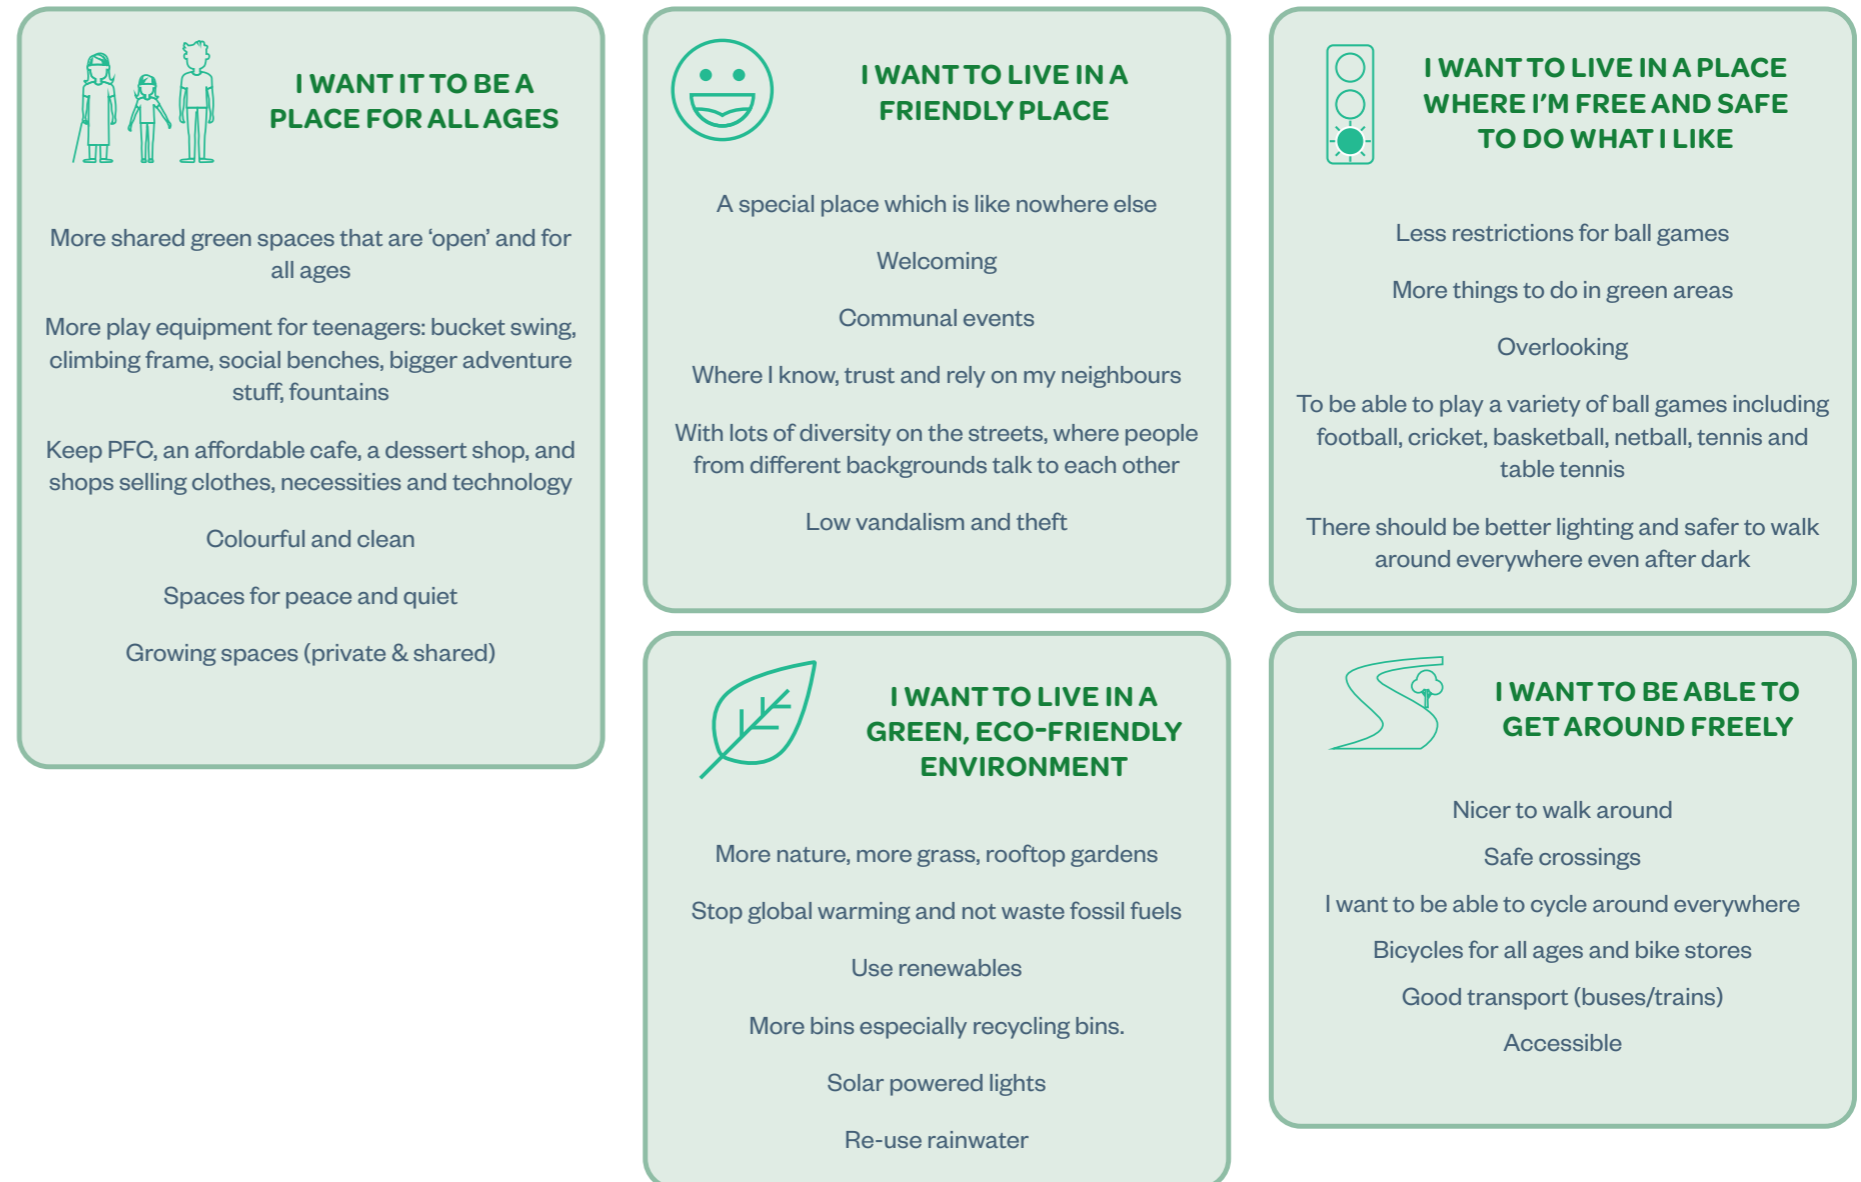 I WANT IT TO BE A
PLACE FOR ALL AGES
More shared green spaces that are ‘open’ and for
all ages
More play equipment for teenagers: bucket swing,
climbing frame, social benches, bigger adventure
stuff, fountains
Keep PFC, an affordable cafe, a dessert shop, and
shops selling clothes, necessities and technology
Colourful and clean
Spaces for peace and quiet
Growing spaces (private & shared)
I WANT TO LIVE IN A
FRIENDLY PLACE
A special place which is like nowhere else
Welcoming
Communal events
Where I know, trust and rely on my neighbours
With lots of diversity on the streets, where people
from different backgrounds talk to each other
Low vandalism and theft
I WANT TO LIVE IN A PLACE
WHERE I’M FREE AND SAFE
TO DO WHAT I LIKE
Less restrictions for ball games
More things to do in green areas
Overlooking
To be able to play a variety of ball games including
football, cricket, basketball, netball, tennis and
table tennis
There should be better lighting and safer to walk
around everywhere even after dark
I WANT TO LIVE IN A
GREEN, ECO-FRIENDLY
ENVIRONMENT
More nature, more grass, rooftop gardens
Stop global warming and not waste fossil fuels
Use renewables
More bins especially recycling bins.
Solar powered lights
Re-use rainwater
I WANT TO BE ABLE TO
GET AROUND FREELY
Nicer to walk around
Safe crossings
I want to be able to cycle around everywhere
Bicycles for all ages and bike stores
Good transport (buses/trains)
Accessible